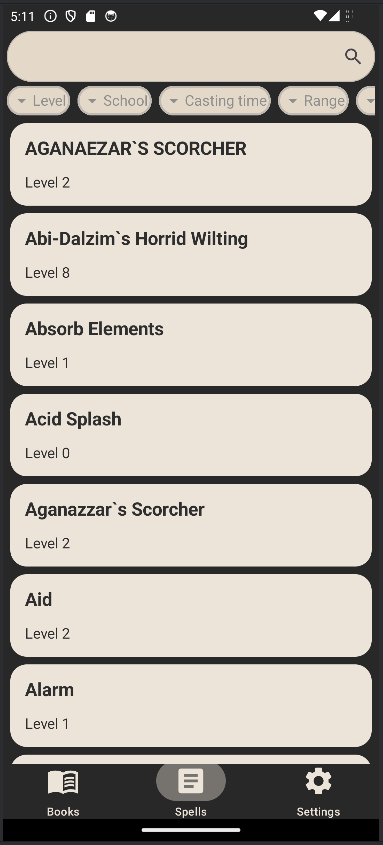 5:11
Level
School
Casting time
Range
AGANAEZAR`S SCORCHER
Level 2
Abi-Dalzim`s Horrid Wilting
Level 8
Absorb Elements
Level 1
Acid Splash
Level 0
Aganazzar`s Scorcher
Level 2
Aid
Level 2
Alarm
Level 1
Books
Spells
Settings